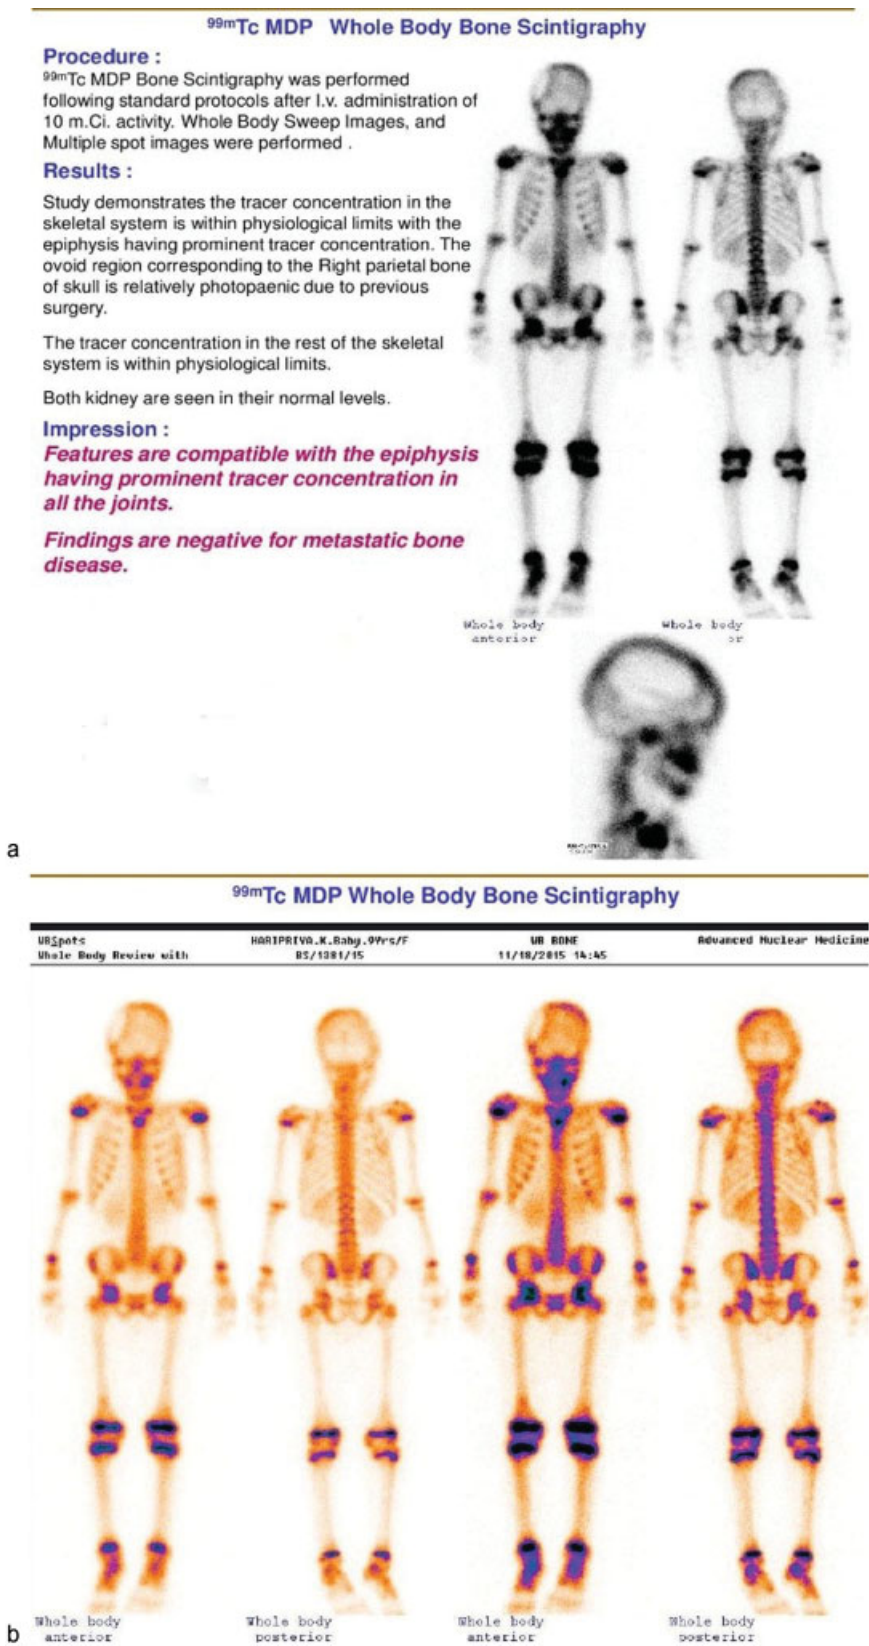 99mTc MDP Whole Body Bone Scintigraphy
Procedure :
99mTc MDP Bone Scintigraphy was performed
following standard protocols after I.v. administration of
10 m.Ci. activity. Whole Body Sweep Images, and
Multiple spot images were performed .
Results :
Study demonstrates the tracer concentration in the
skeletal system is within physiological limits with the
epiphysis having prominent tracer concentration. The
ovoid region corresponding to the Right parietal bone
of skull is relatively photopaenic due to previous
surgery.
The tracer concentration in the rest of the skeletal
system is within physiological limits.
Both kidney are seen in their normal levels.
Impression :
Features are compatible with the epiphysis
having prominent tracer concentration in
all the joints.
Findings are negative for metastatic bone
disease.
Whole body
anterior
Whole body
or
a
99mTc MDP Whole Body Bone Scintigraphy
WBSpots
Whole Body Review with
HARIPRIYA.K.Baby.9Yrs/F
BS/1381/15
WB BONE
11/18/2015 14:45
Advanced Nuclear Medicine
Whole body
anterior
Whole body
posterior
Whole body
anterior
Whole body
posterior
b